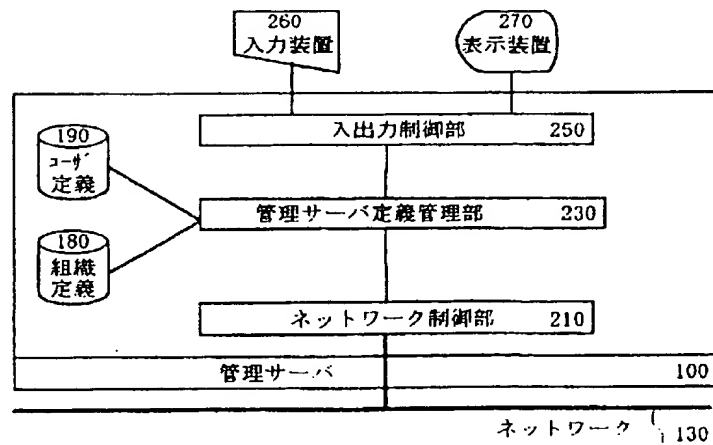 260
入力装置
270
表示装置
入出力制御部 250
190
ユーザ
定義
管理サーバ定義管理部 230
180
組織
定義
ネットワーク制御部 210
管理サーバ 100
ネットワーク 130